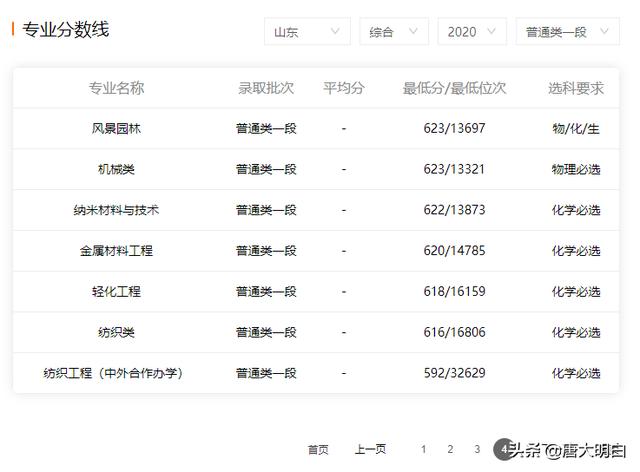 专业分数线 山东 综合 2020 普通类一段
专业名称 录取批次 平均分 最低分/最低位次 选科要求
风景园林 普通类一段 - 623/13697 物/化/生
机械类 普通类一段 - 623/13321 物理必选
纳米材料与技术 普通类一段 - 622/13873 化学必选
金属材料工程 普通类一段 - 620/14785 化学必选
轻化工程 普通类一段 - 618/16159 化学必选
纺织类 普通类一段 - 616/16806 化学必选
纺织工程（中外合作办学） 普通类一段 - 592/32629 化学必选
首页 上一页 1 2 3 4
头条@唐大明白